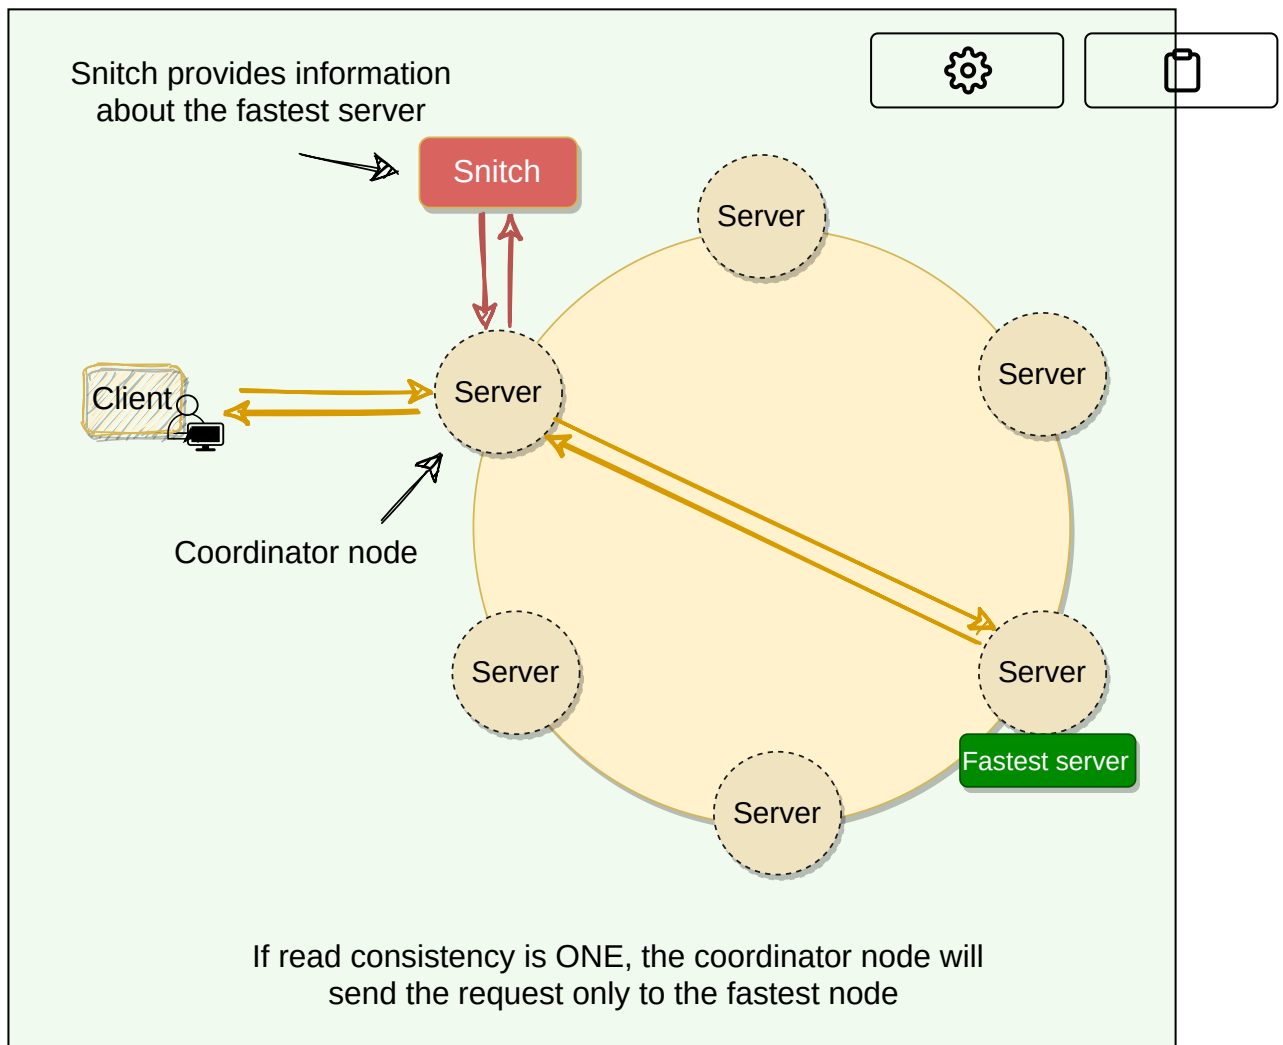 Snitch provides information
about the fastest server
Snitch
Server
Server
Client
Server
Coordinator node
Server
Server
Fastest server
Server
If read consistency is ONE, the coordinator node will
send the request only to the fastest node